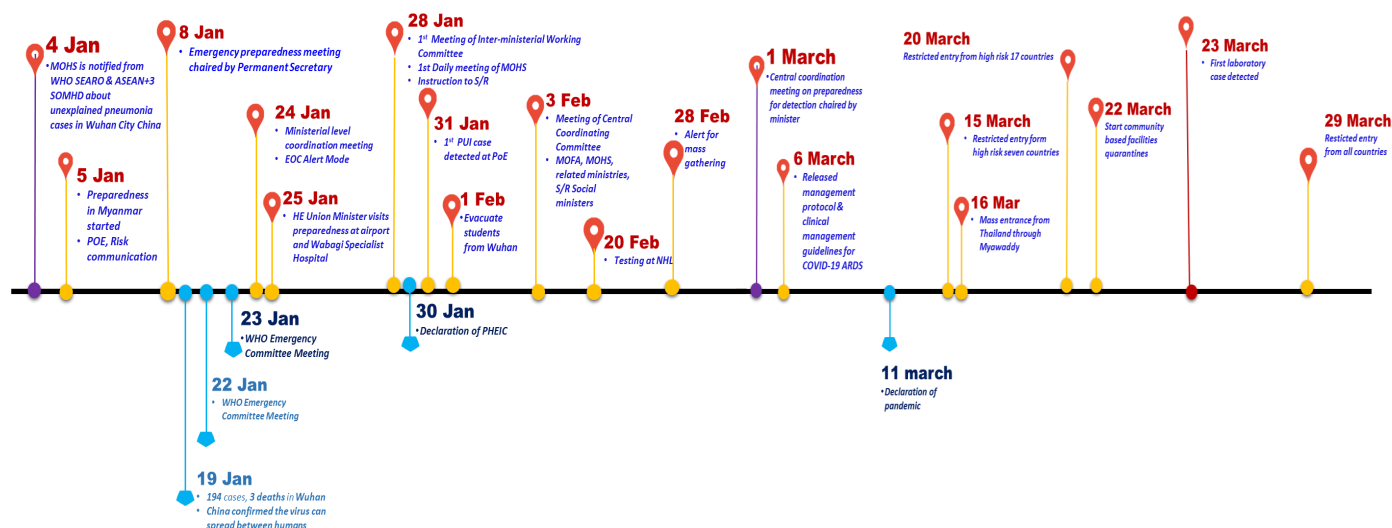 4 Jan
•MOHS is notified from
WHO SEARO & ASEAN+3
SOMHD about
unexplained pneumonia
cases in Wuhan City China
5 Jan
• Preparedness
in Myanmar
started
• POE, Risk
communication
8 Jan
• Emergency preparedness meeting
chaired by Permanent Secretary
24 Jan
• Ministerial level
coordination meeting
• EOC Alert Mode
25 Jan
• HE Union Minister visits
preparedness at airport
and Wabagi Specialist
Hospital
28 Jan
• 1st Meeting of Inter-ministerial Working
Committee
• 1st Daily meeting of MOHS
• Instruction to S/R
31 Jan
• 1st PUI case
detected at PoE
1 Feb
•Evacuate
students
from Wuhan
3 Feb
• Meeting of Central
Coordinating
Committee
• MOFA, MOHS,
related ministries,
S/R Social
ministers
20 Feb
• Testing at NHL
28 Feb
• Alert for
mass
gathering
1 March
•Central coordination
meeting on preparedness
for detection chaired by
minister
6 March
• Released
management
protocol &
clinical
management
guidelines for
COVID-19 ARDS
20 March
Restricted entry from high risk 17 countries
15 March
• Restricted entry form
high risk seven countries
16 Mar
• Mass entrance from
Thailand through
Myawaddy
22 March
Start community
based facilities
quarantines
23 March
• First laboratory
case detected
29 March
Resticted entry
from all countries
23 Jan
•WHO Emergency
Committee Meeting
22 Jan
• WHO Emergency
Committee Meeting
19 Jan
• 194 cases, 3 deaths in Wuhan
• China confirmed the virus can
spread between humans
30 Jan
•Declaration of PHEIC
11 march
•Declaration of
pandemic